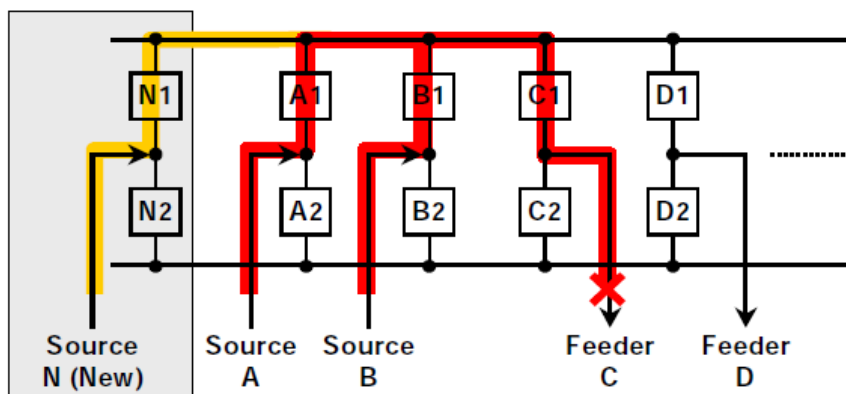 N1 A1 B1 C1 D1
N2 A2 B2 C2 D2
Source Source Source Feeder Feeder
N (New) A B C D